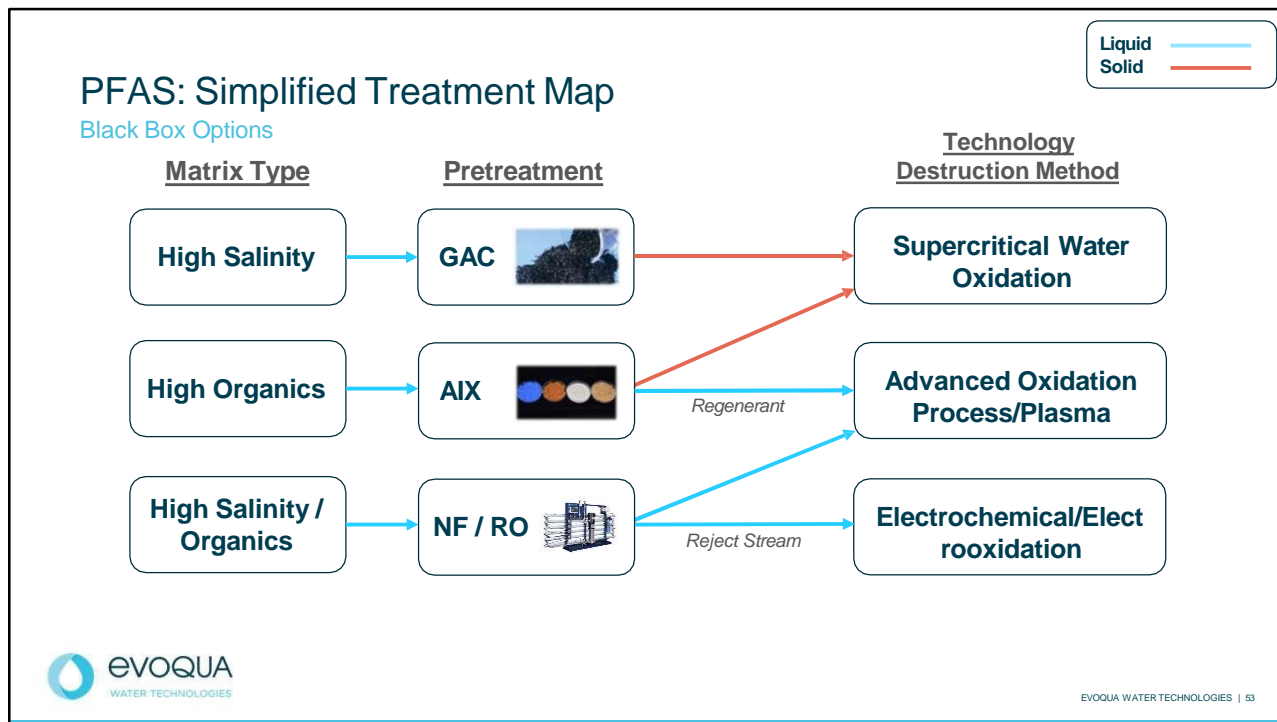 Liquid
Solid
PFAS: Simplified Treatment Map
Black Box Options
Matrix Type
Pretreatment
Technology
Destruction Method
High Salinity
GAC
Supercritical Water
Oxidation
High Organics
AIX
Regenerant
Advanced Oxidation
Process/Plasma
High Salinity /
Organics
NF / RO
Reject Stream
Electrochemical/Elect
rooxidation
evoqua
WATER TECHNOLOGIES
EVOQUA WATER TECHNOLOGIES | 53